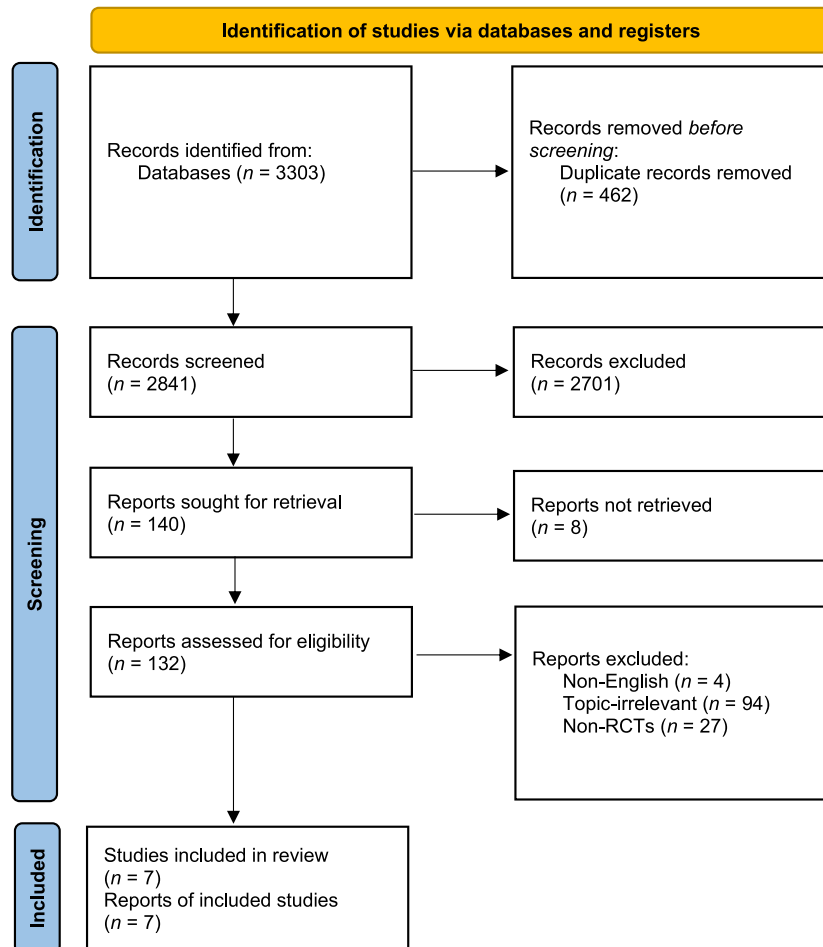 Identification of studies via databases and registers
Identification
Records identified from:
Databases (n = 3303)
Records removed before
screening:
Duplicate records removed
(n = 462)
Screening
Records screened
(n = 2841)
Records excluded
(n = 2701)
Reports sought for retrieval
(n = 140)
Reports not retrieved
(n = 8)
Reports assessed for eligibility
(n = 132)
Reports excluded:
Non-English (n = 4)
Topic-irrelevant (n = 94)
Non-RCTs (n = 27)
Included
Studies included in review
(n = 7)
Reports of included studies
(n = 7)